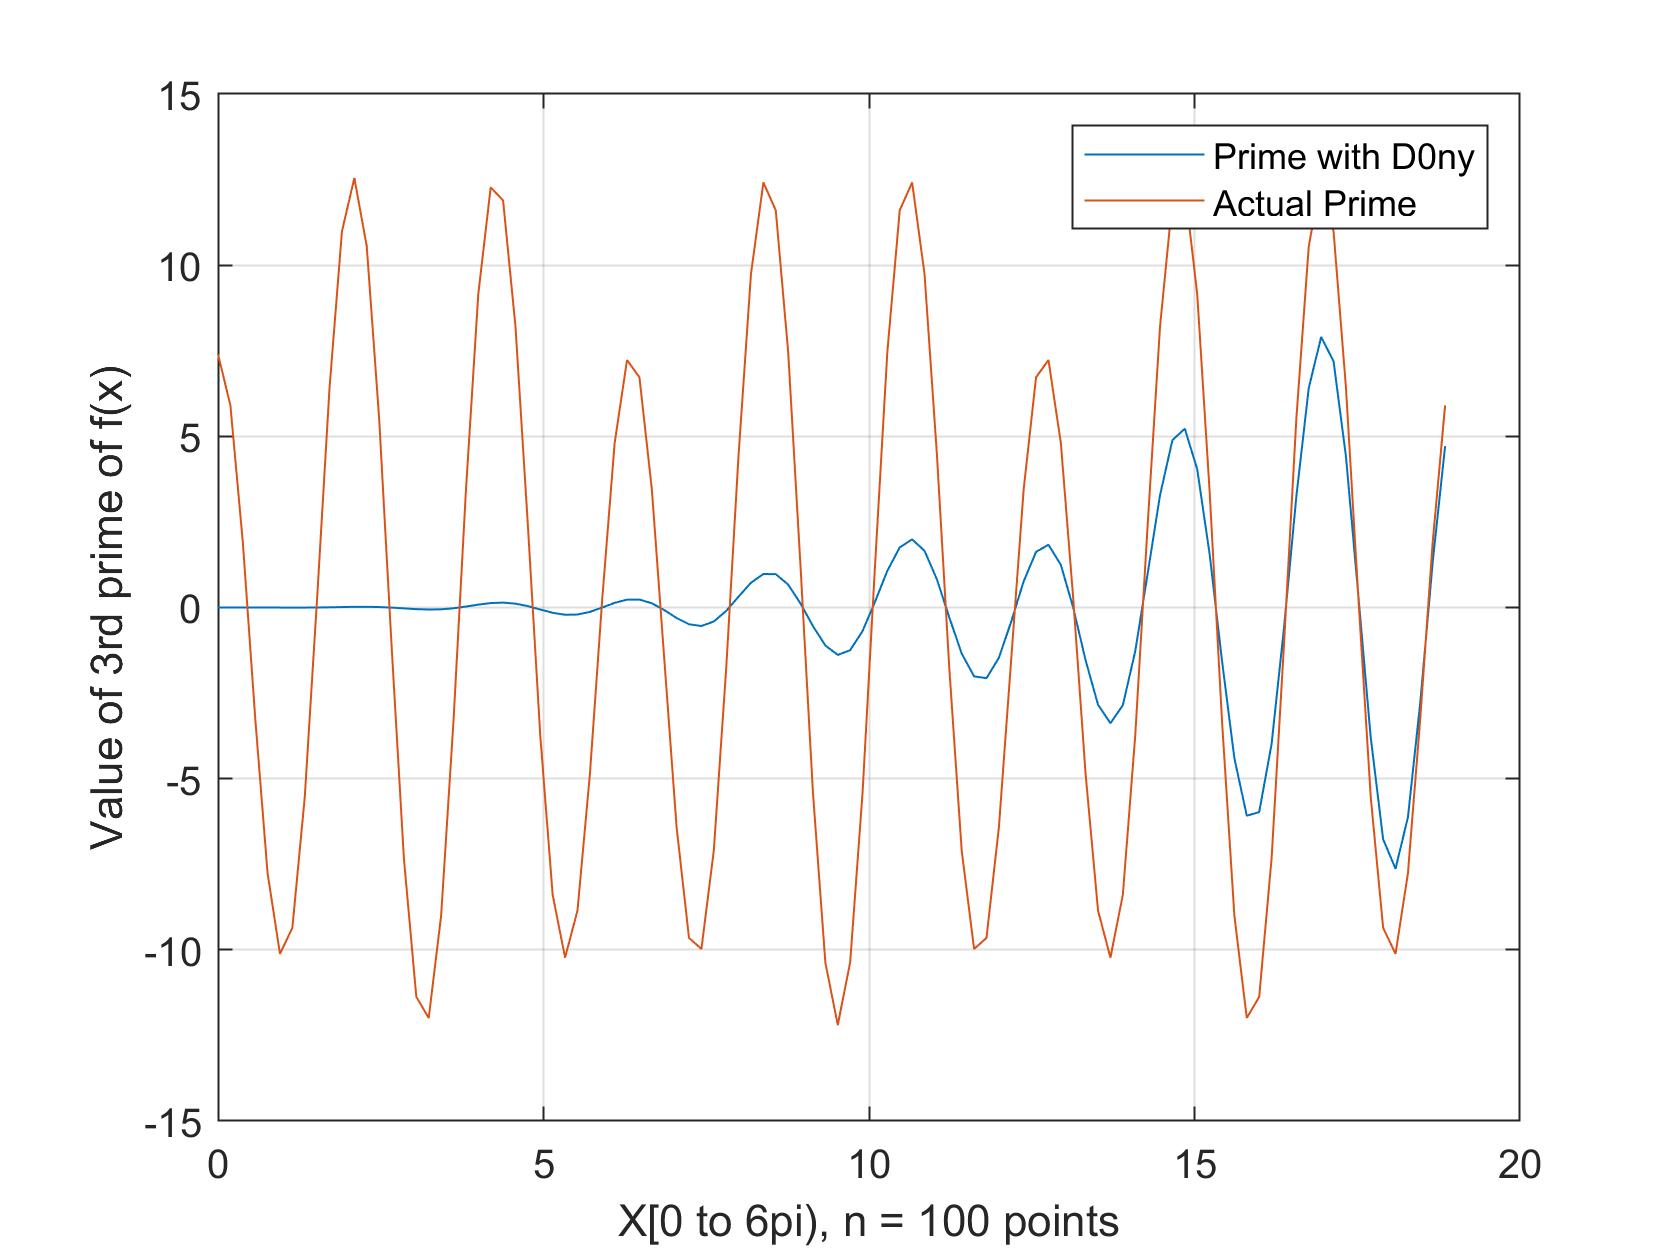 15
10
5
0
-5
-10
-15
Value of 3rd prime of f(x)
Prime with D0ny
Actual Prime
0 5 10 15 20
X[0 to 6pi), n = 100 points